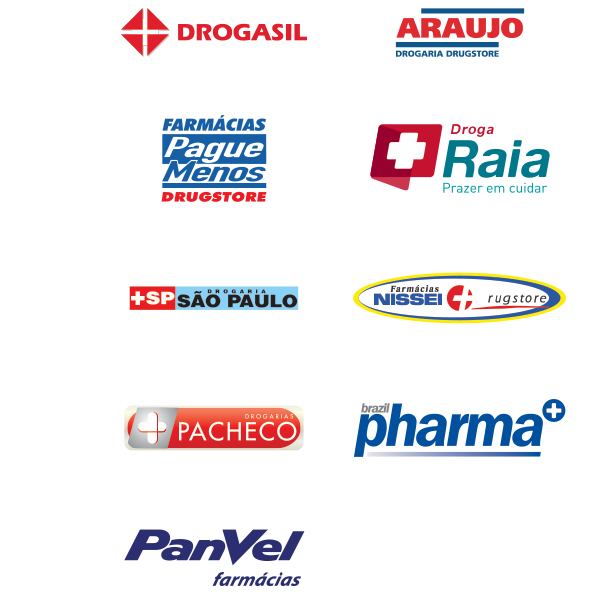 DROGASIL
ARAUJO
DROGARIA DRUGSTORE
FARMÁCIAS
Pague
Menos
DRUGSTORE
Droga
Raia
Prazer em cuidar
+SP
DROGARIA
SÃO PAULO
Farmácias
NISSEI
rugstore
DROGARIAS
PACHECO
brazil
pharma+
PanVel
farmácias